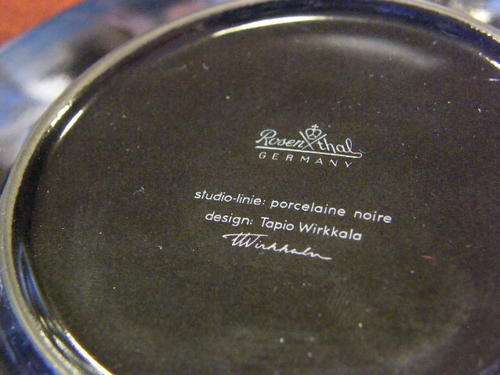 Rosenthal
GERMANY
studio-linie: porcelaine noire
design: Tapio Wirkkala
TWirkkala